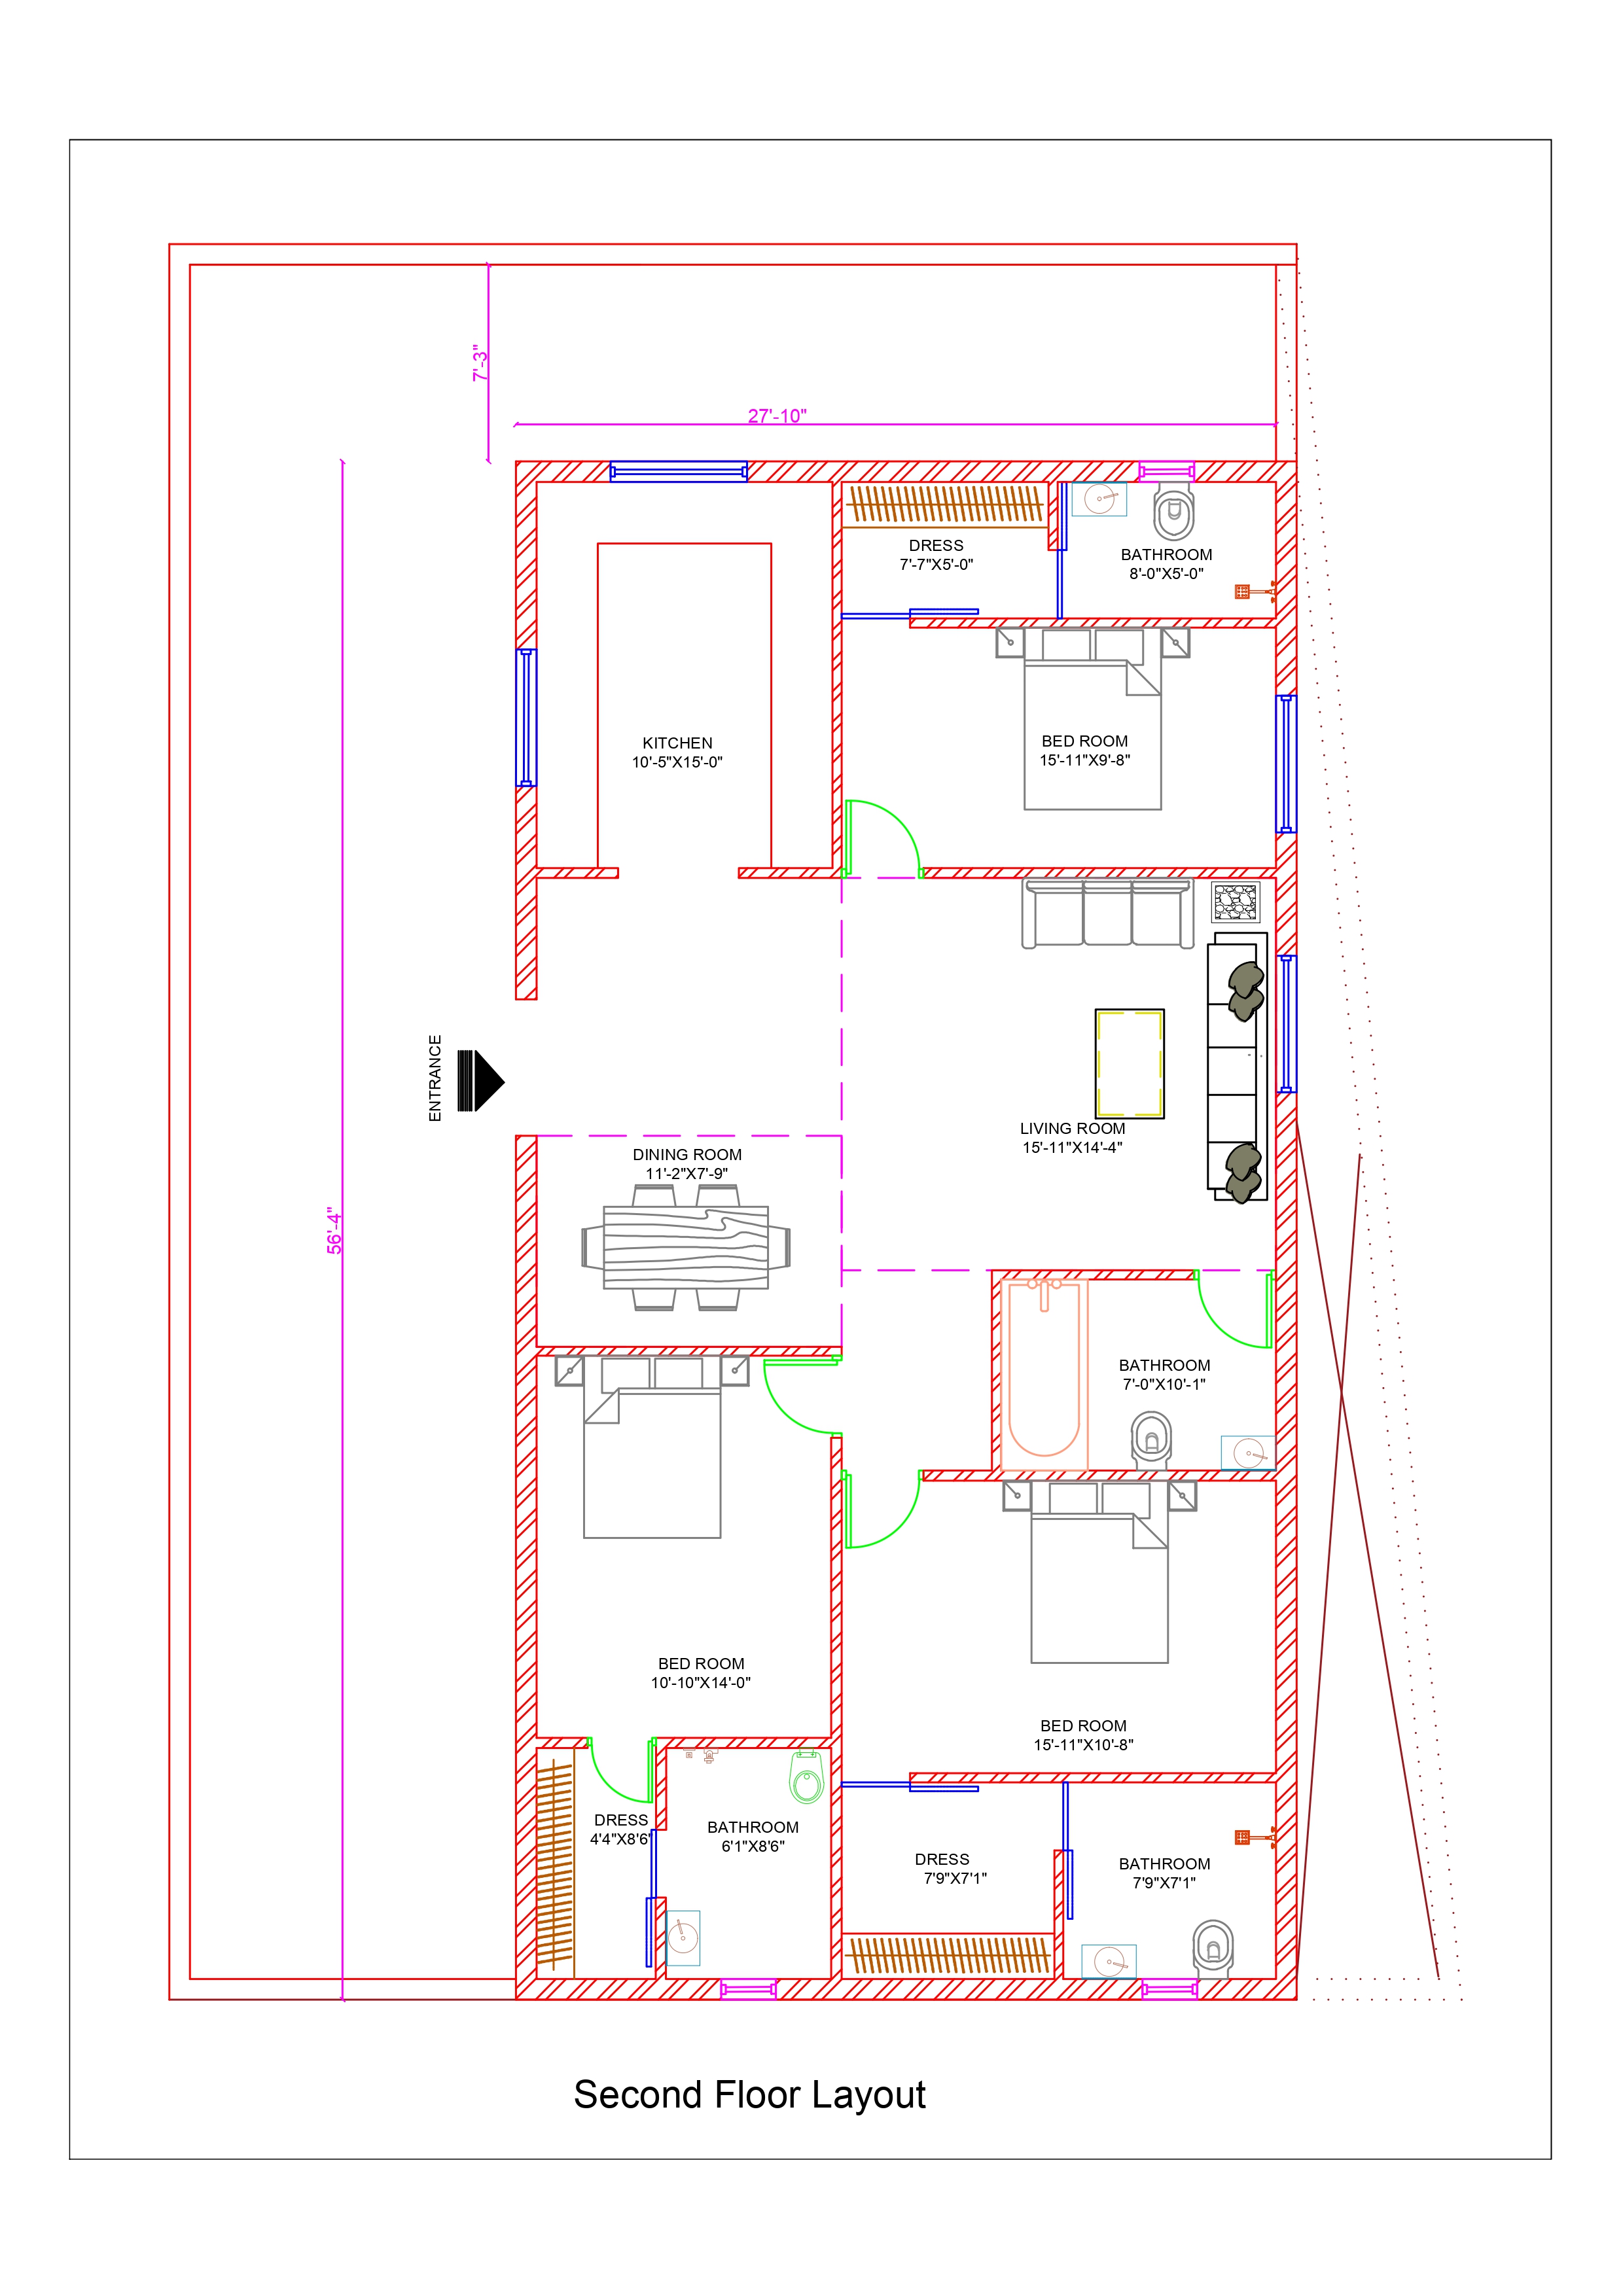 7'-3"
27'-10"
DRESS
7'-7"X5'-0"
BATHROOM
8'-0"X5'-0"
KITCHEN
10'-5"X15'-0"
BED ROOM
15'-11"X9'-8"
ENTRANCE
LIVING ROOM
15'-11"X14'-4"
DINING ROOM
11'-2"X7'-9"
56'-4"
BATHROOM
7'-0"X10'-1"
BED ROOM
10'-10"X14'-0"
BED ROOM
15'-11"X10'-8"
DRESS
4'4"X8'6"
BATHROOM
6'1"X8'6"
DRESS
7'9"X7'1"
BATHROOM
7'9"X7'1"
Second Floor Layout